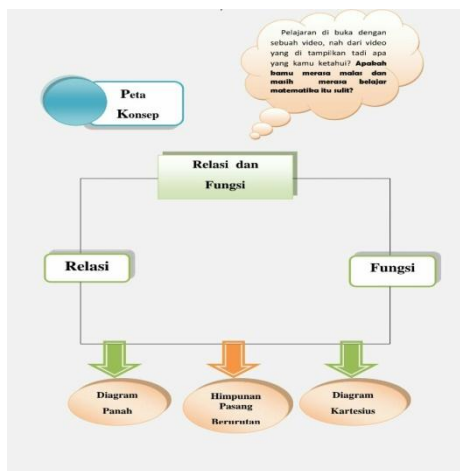 Pelajaran di buka dengan
sebuah video, nah dari video
yang di tampilkan tadi apa
yang kamu ketahui? Apakah
kamu merasa malas dan
masih merasa belajar
matematika itu sulit?
Peta
Konsep
Relasi dan
Fungsi
Relasi
Fungsi
Diagram
Panah
Himpunan
Pasang
Berurutan
Diagram
Kartesius